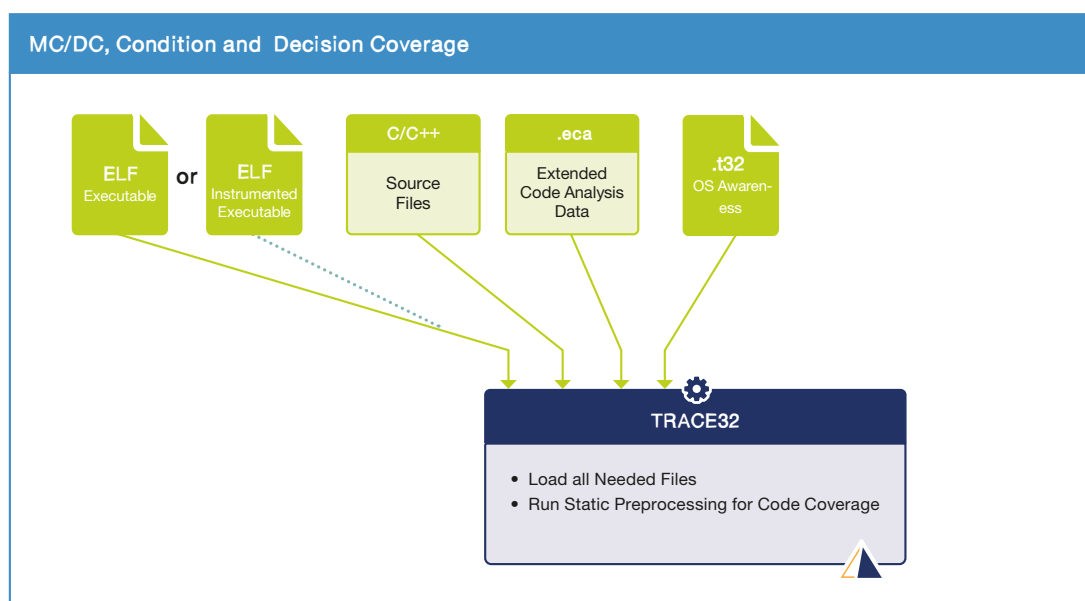 MC/DC, Condition and Decision Coverage
ELF
Executable
or
ELF
Instrumented
Executable
C/C++
Source
Files
.eca
Extended
Code Analysis
Data
.t32
OS Awaren-
ess
TRACE32
• Load all Needed Files
• Run Static Preprocessing for Code Coverage